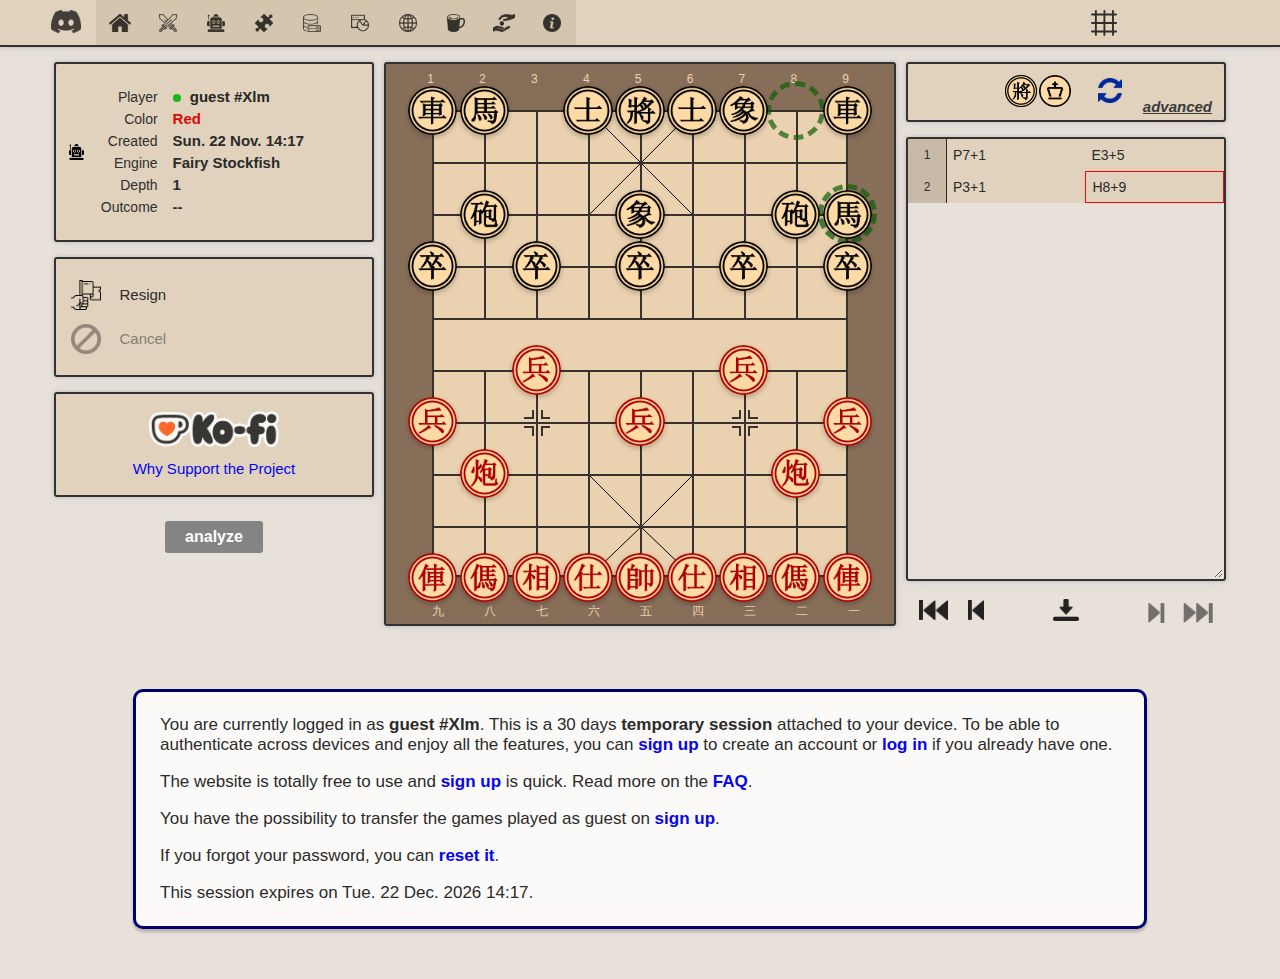 Player guest #Xlm
Color Red
Created Sun. 22 Nov. 14:17
Engine Fairy Stockfish
Depth 1
Outcome --
Resign
Cancel
Ko-fi
Why Support the Project
analyze
1 2 3 4 5 6 7 8 9
車 馬 士 將 士 象 車
砲 象 砲 馬
卒 卒 卒 卒 卒
兵 兵
兵 兵 兵
炮 炮
俥 傌 相 仕 帥 仕 相 傌 俥
九 八 七 六 五 四 三 二 一
將
advanced
1 P7+1 E3+5
2 P3+1 H8+9
You are currently logged in as guest #Xlm. This is a 30 days temporary session attached to your device. To be able to
authenticate across devices and enjoy all the features, you can sign up to create an account or log in if you already have one.
The website is totally free to use and sign up is quick. Read more on the FAQ.
You have the possibility to transfer the games played as guest on sign up.
If you forgot your password, you can reset it.
This session expires on Tue. 22 Dec. 2026 14:17.